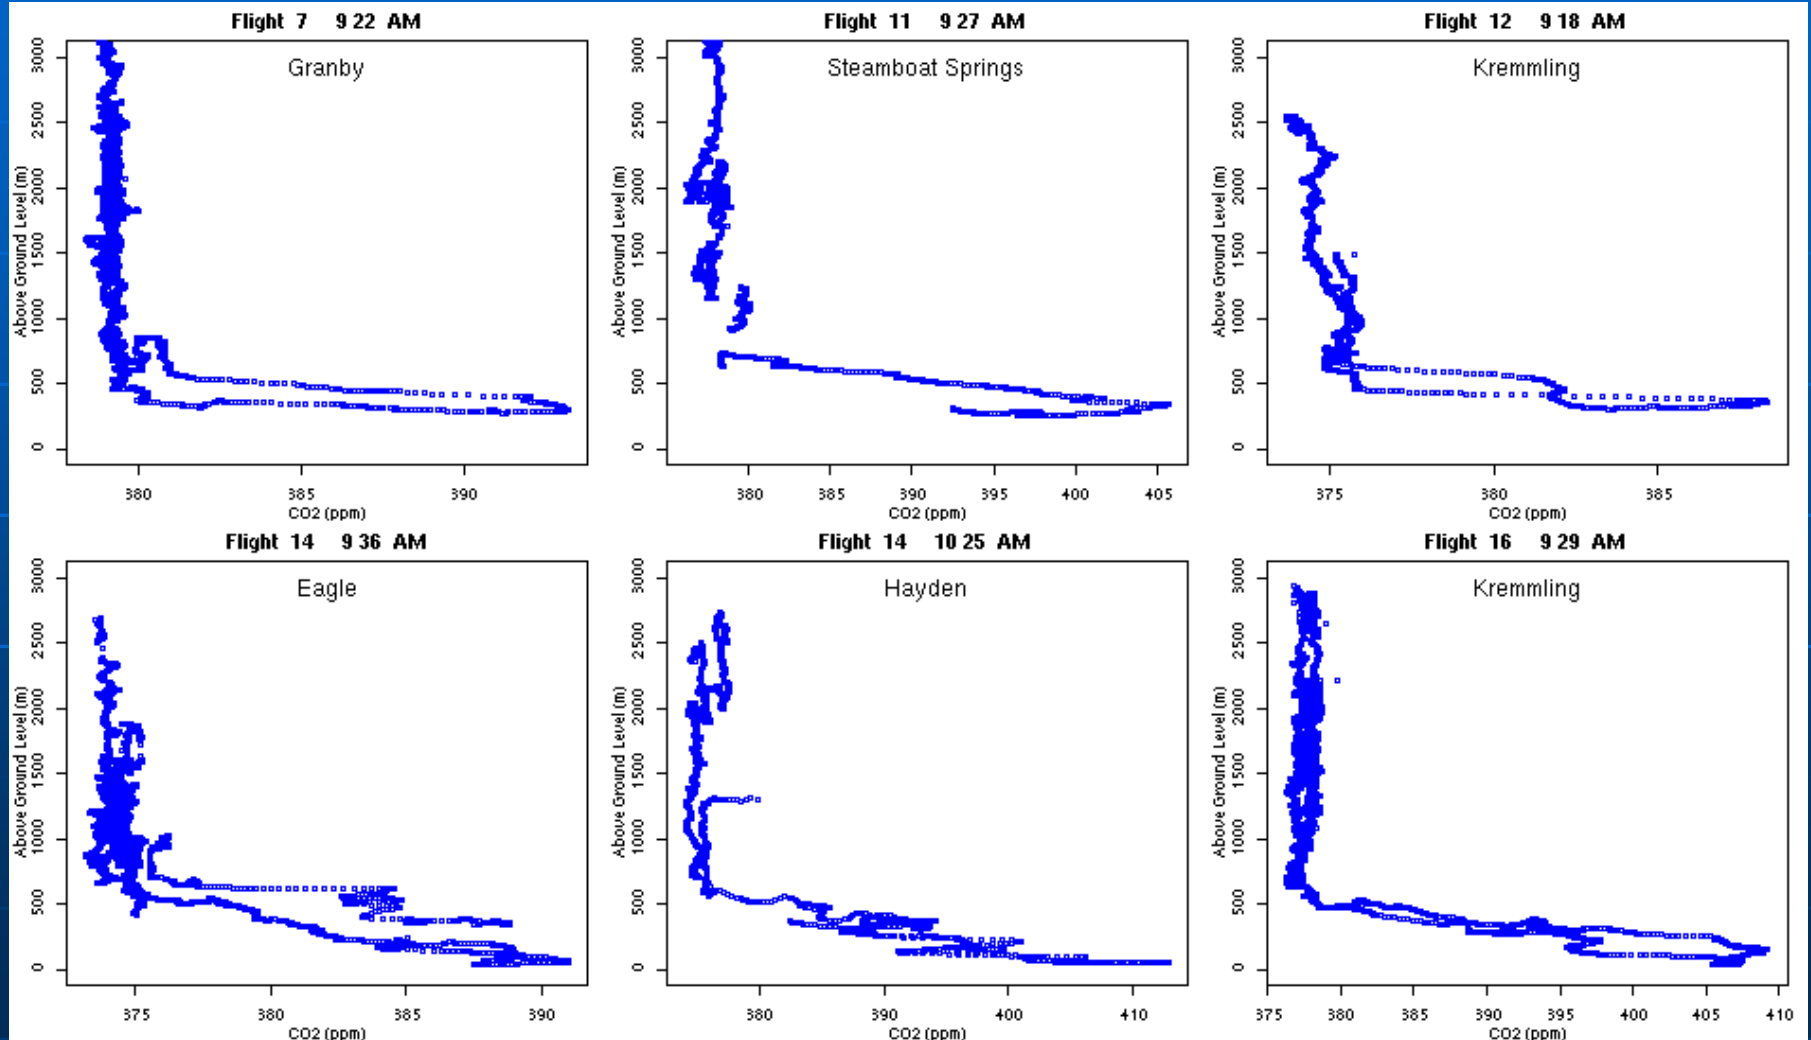 Flight 7 9 22 AM
Granby
3000
2500
2000
1500
1000
500
0
Above Ground Level (m)
380 385 390
CO2 (ppm)
Flight 11 9 27 AM
Steamboat Springs
3000
2500
2000
1500
1000
500
0
Above Ground Level (m)
380 385 390 395 400 405
CO2 (ppm)
Flight 12 9 18 AM
Kremmling
3000
2500
2000
1500
1000
500
0
Above Ground Level (m)
375 380 385
CO2 (ppm)
Flight 14 9 36 AM
Eagle
3000
2500
2000
1500
1000
500
0
Above Ground Level (m)
375 380 385 390
CO2 (ppm)
Flight 14 10 25 AM
Hayden
3000
2500
2000
1500
1000
500
0
Above Ground Level (m)
380 390 400 410
CO2 (ppm)
Flight 16 9 29 AM
Kremmling
3000
2500
2000
1500
1000
500
0
Above Ground Level (m)
375 380 385 390 395 400 405 410
CO2 (ppm)